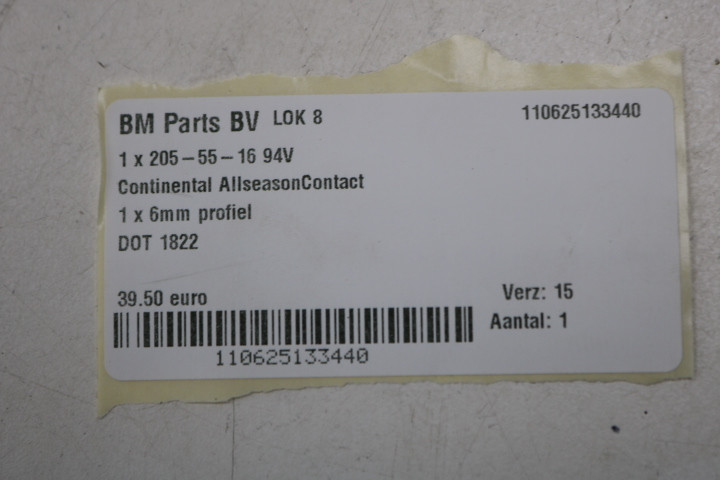 BM Parts BV LOK 8 110625133440
1 x 205-55-16 94V
Continental AllseasonContact
1 x 6mm profiel
DOT 1822
39.50 euro Verz: 15
Aantal: 1
110625133440